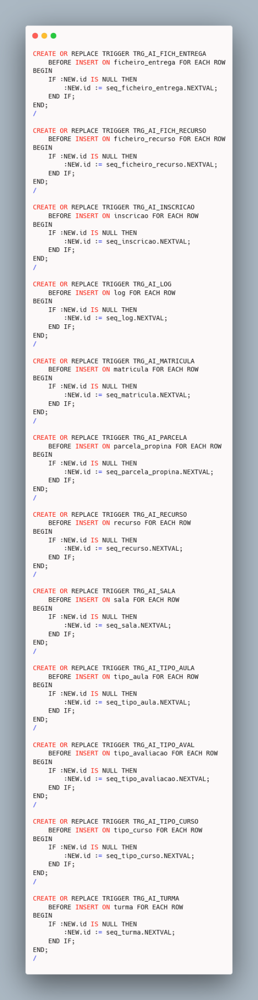 CREATE OR REPLACE TRIGGER TRG_AI_FICH_ENTREGA
    BEFORE INSERT ON ficheiro_entrega FOR EACH ROW
BEGIN
    IF :NEW.id IS NULL THEN
        :NEW.id := seq_ficheiro_entrega.NEXTVAL;
    END IF;
END;
/

CREATE OR REPLACE TRIGGER TRG_AI_FICH_RECURSO
    BEFORE INSERT ON ficheiro_recurso FOR EACH ROW
BEGIN
    IF :NEW.id IS NULL THEN
        :NEW.id := seq_ficheiro_recurso.NEXTVAL;
    END IF;
END;
/

CREATE OR REPLACE TRIGGER TRG_AI_INSCRICAO
    BEFORE INSERT ON inscricao FOR EACH ROW
BEGIN
    IF :NEW.id IS NULL THEN
        :NEW.id := seq_inscricao.NEXTVAL;
    END IF;
END;
/

CREATE OR REPLACE TRIGGER TRG_AI_LOG
    BEFORE INSERT ON log FOR EACH ROW
BEGIN
    IF :NEW.id IS NULL THEN
        :NEW.id := seq_log.NEXTVAL;
    END IF;
END;
/

CREATE OR REPLACE TRIGGER TRG_AI_MATRICULA
    BEFORE INSERT ON matricula FOR EACH ROW
BEGIN
    IF :NEW.id IS NULL THEN
        :NEW.id := seq_matricula.NEXTVAL;
    END IF;
END;
/

CREATE OR REPLACE TRIGGER TRG_AI_PARCELA
    BEFORE INSERT ON parcela_propina FOR EACH ROW
BEGIN
    IF :NEW.id IS NULL THEN
        :NEW.id := seq_parcela_propina.NEXTVAL;
    END IF;
END;
/

CREATE OR REPLACE TRIGGER TRG_AI_RECURSO
    BEFORE INSERT ON recurso FOR EACH ROW
BEGIN
    IF :NEW.id IS NULL THEN
        :NEW.id := seq_recurso.NEXTVAL;
    END IF;
END;
/

CREATE OR REPLACE TRIGGER TRG_AI_SALA
    BEFORE INSERT ON sala FOR EACH ROW
BEGIN
    IF :NEW.id IS NULL THEN
        :NEW.id := seq_sala.NEXTVAL;
    END IF;
END;
/

CREATE OR REPLACE TRIGGER TRG_AI_TIPO_AULA
    BEFORE INSERT ON tipo_aula FOR EACH ROW
BEGIN
    IF :NEW.id IS NULL THEN
        :NEW.id := seq_tipo_aula.NEXTVAL;
    END IF;
END;
/

CREATE OR REPLACE TRIGGER TRG_AI_TIPO_AVAL
    BEFORE INSERT ON tipo_avaliacao FOR EACH ROW
BEGIN
    IF :NEW.id IS NULL THEN
        :NEW.id := seq_tipo_avaliacao.NEXTVAL;
    END IF;
END;
/

CREATE OR REPLACE TRIGGER TRG_AI_TIPO_CURSO
    BEFORE INSERT ON tipo_curso FOR EACH ROW
BEGIN
    IF :NEW.id IS NULL THEN
        :NEW.id := seq_tipo_curso.NEXTVAL;
    END IF;
END;
/

CREATE OR REPLACE TRIGGER TRG_AI_TURMA
    BEFORE INSERT ON turma FOR EACH ROW
BEGIN
    IF :NEW.id IS NULL THEN
        :NEW.id := seq_turma.NEXTVAL;
    END IF;
END;
/